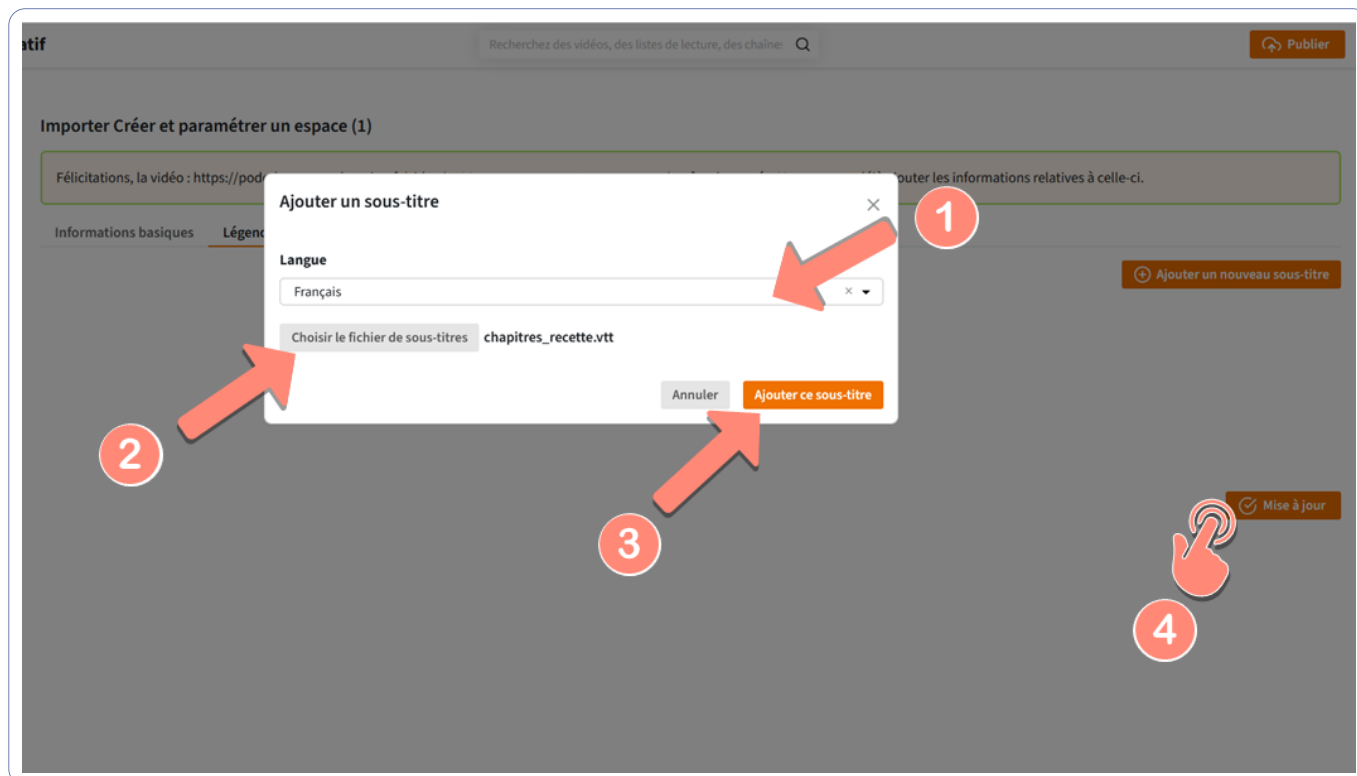 atif
Recherchez des vidéos, des listes de lecture, des chaînes
Publier
Importer Créer et paramétrer un espace (1)
Félicitations, la vidéo : https://pod
outer les informations relatives à celle-ci.
Ajouter un sous-titre
1
Informations basiques
Légend
Ajouter un nouveau sous-titre
Langue
Français
Choisir le fichier de sous-titres
chapitres_recette.vtt
Annuler
Ajouter ce sous-titre
2
Mise à jour
3
4